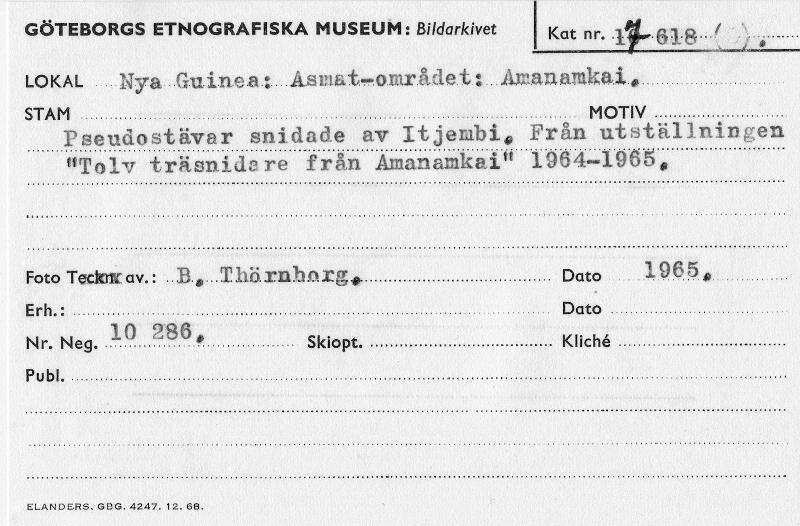 GÖTEBORGS ETNOGRAFISKA MUSEUM: Bildarkivet
Kat nr. 17 618 ( ).
LOKAL Nya Guinea: Asmat-området: Amanamkai.
STAM MOTIV
Pseudostävar snidade av Itjembi. Från utställningen
"Tolv träsnidare från Amanamkai" 1964-1965.
Foto Teckn. av.: B. Thörnborg. Dato 1965.
Erh.: Dato
Nr. Neg. 10 286. Skiopt. Kliché
Publ.
ELANDERS. GBG. 4247. 12. 68.